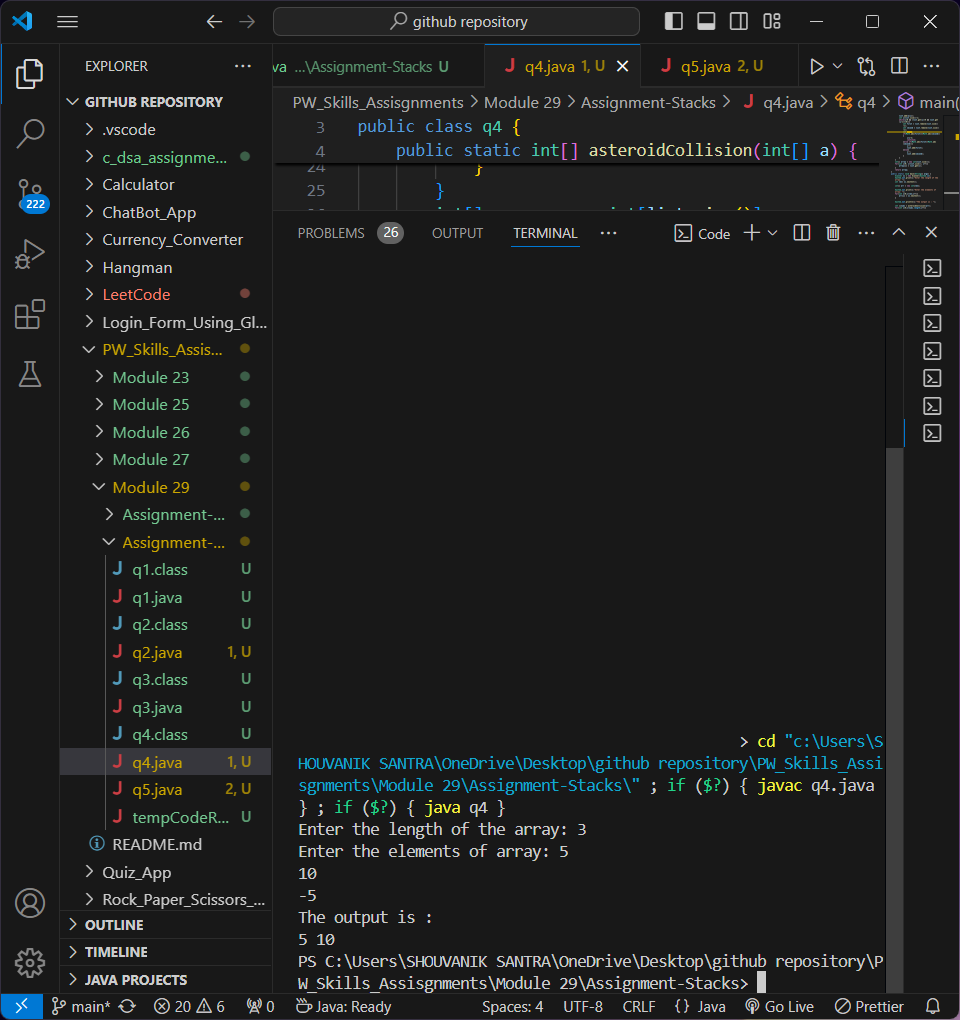 github repository
EXPLORER
GITHUB REPOSITORY
.vscode
c_dsa_assignme...
Calculator
ChatBot_App
Currency_Converter
Hangman
LeetCode
Login_Form_Using_Gl...
PW_Skills_Assis...
Module 23
Module 25
Module 26
Module 27
Module 29
Assignment-...
Assignment-...
J q1.class U
J q1.java U
J q2.class U
J q2.java 1, U
J q3.class U
J q3.java U
J q4.class U
J q4.java 1, U
J q5.java 2, U
J tempCodeR... U
README.md
Quiz_App
Rock_Paper_Scissors_...
OUTLINE
TIMELINE
JAVA PROJECTS
222
va ...\Assignment-Stacks U
J q4.java 1, U
J q5.java 2, U
PW_Skills_Assisgnments > Module 29 > Assignment-Stacks > J q4.java > q4 > main(
3 public class q4 {
4 public static int[] asteroidCollision(int[] a) {
24 }
25 }
PROBLEMS 26 OUTPUT TERMINAL ... Code
> cd "c:\Users\S
HOUVANIK SANTRA\OneDrive\Desktop\github repository\PW_Skills_Assi
sgnments\Module 29\Assignment-Stacks\" ; if ($?) { javac q4.java
} ; if ($?) { java q4 }
Enter the length of the array: 3
Enter the elements of array: 5
10
-5
The output is :
5 10
PS C:\Users\SHOUVANIK SANTRA\OneDrive\Desktop\github repository\P
W_Skills_Assisgnments\Module 29\Assignment-Stacks>
main* 20 6 0 Java: Ready Spaces: 4 UTF-8 CRLF {} Java Go Live Prettier